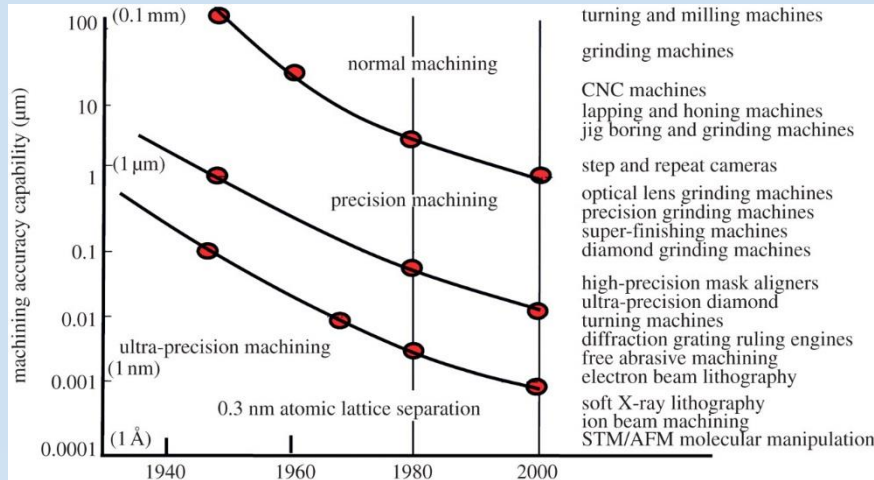 machining accuracy capability (µm)
100
10
1
0.1
0.01
0.001
0.0001
(0.1 mm)
(1 µm)
(1 nm)
(1 Å)
normal machining
precision machining
ultra-precision machining
0.3 nm atomic lattice separation
1940
1960
1980
2000
turning and milling machines
grinding machines
CNC machines
lapping and honing machines
jig boring and grinding machines
step and repeat cameras
optical lens grinding machines
precision grinding machines
super-finishing machines
diamond grinding machines
high-precision mask aligners
ultra-precision diamond
turning machines
diffraction grating ruling engines
free abrasive machining
electron beam lithography
soft X-ray lithography
ion beam machining
STM/AFM molecular manipulation